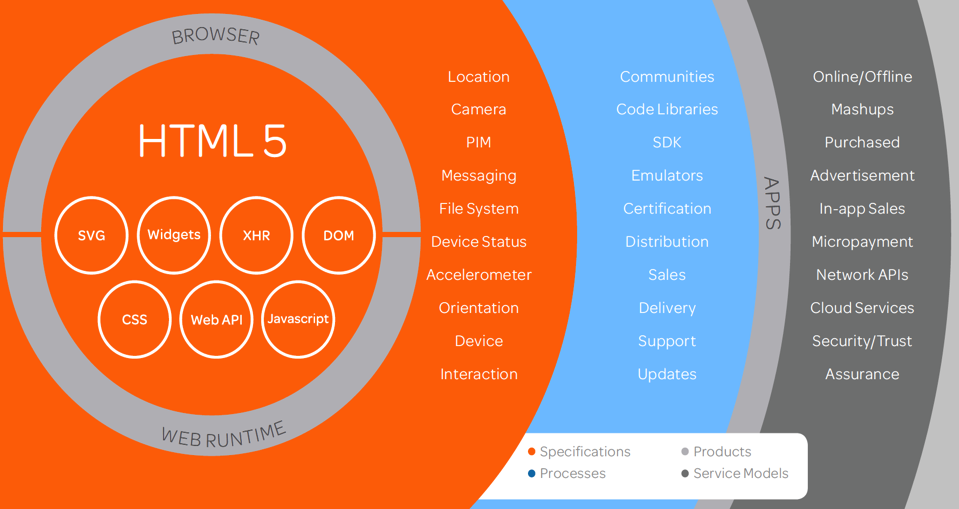 BROWSER
HTML 5
SVG
Widgets
XHR
DOM
CSS
Web API
Javascript
WEB RUNTIME
Location
Camera
PIM
Messaging
File System
Device Status
Accelerometer
Orientation
Device
Interaction
Communities
Code Libraries
SDK
Emulators
Certification
Distribution
Sales
Delivery
Support
Updates
APPS
Online/Offline
Mashups
Purchased
Advertisement
In-app Sales
Micropayment
Network APIs
Cloud Services
Security/Trust
Assurance
Specifications
Processes
Products
Service Models